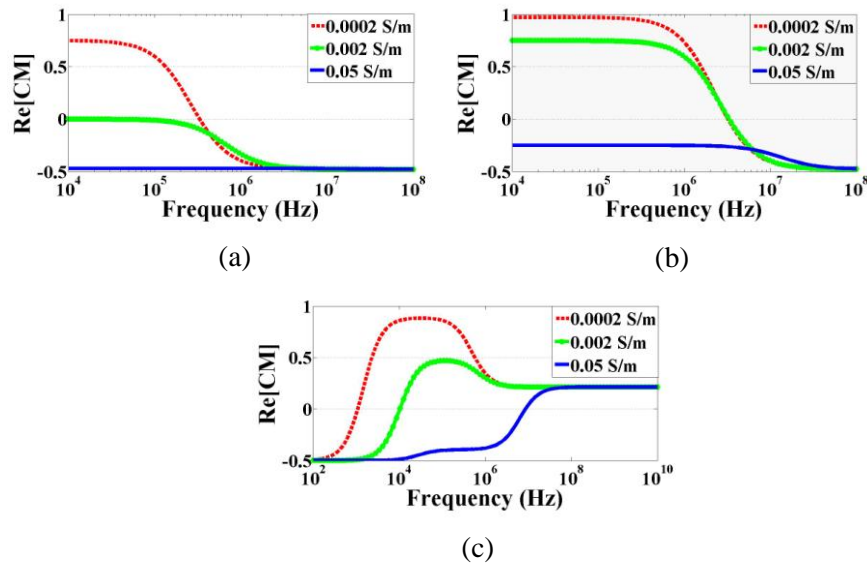 1
0.5
0
-0.5
Re[CM]
0.0002 S/m
0.002 S/m
0.05 S/m
10^4
10^5
10^6
10^7
10^8
Frequency (Hz)
(a)
1
0.5
0
-0.5
Re[CM]
0.0002 S/m
0.002 S/m
0.05 S/m
10^4
10^5
10^6
10^7
10^8
Frequency (Hz)
(b)
1
0.5
0
-0.5
Re[CM]
0.0002 S/m
0.002 S/m
0.05 S/m
10^2
10^4
10^6
10^8
10^10
Frequency (Hz)
(c)